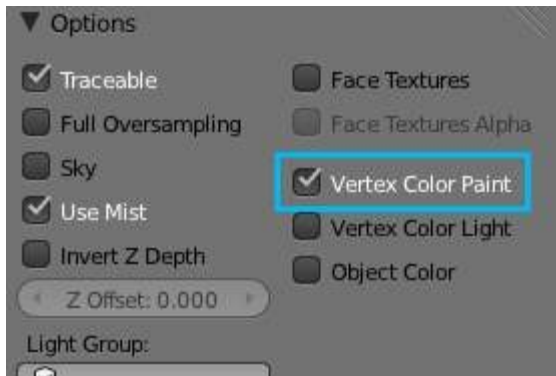 Options
Traceable
Full Oversampling
Sky
Use Mist
Invert Z Depth
Z Offset: 0.000
Light Group:
Face Textures
Face Textures Alpha
Vertex Color Paint
Vertex Color Light
Object Color